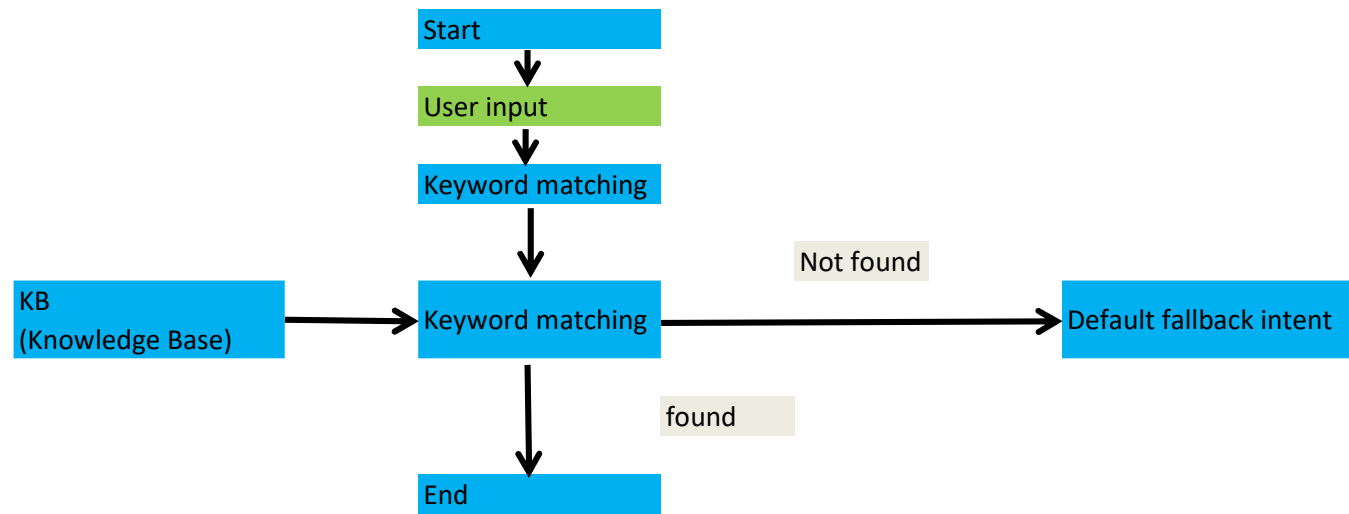 Start
User input
Keyword matching
Not found
KB
(Knowledge Base)
Keyword matching
Default fallback intent
found
End